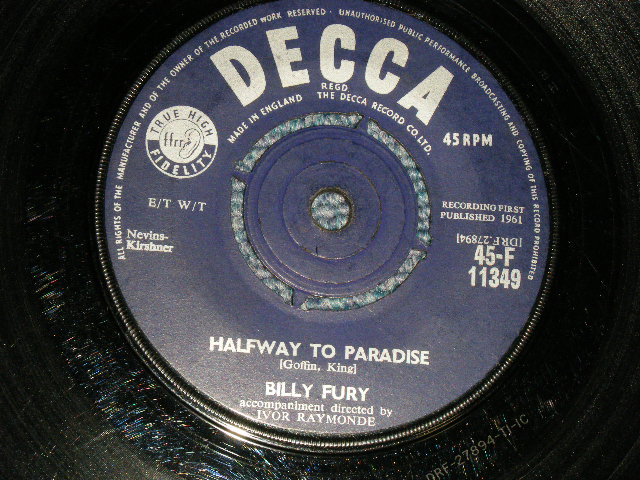 ALL RIGHTS OF THE MANUFACTURER AND OF THE OWNER OF THE RECORDED WORK RESERVED · UNAUTHORISED PUBLIC PERFORMANCE BROADCASTING AND COPYING OF THIS RECORD PROHIBITED
DECCA
REGD.
THE DECCA RECORD CO. LTD.
MADE IN ENGLAND
TRUE HIGH
ffrr
FIDELITY
45 RPM
E/T W/T
Nevins-
Kirshner
RECORDING FIRST
PUBLISHED 1961
[DRF.27894]
45-F
11349
HALFWAY TO PARADISE
[Goffin, King]
BILLY FURY
accompaniment directed by
IVOR RAYMONDE
DRF-27894-T1-1C